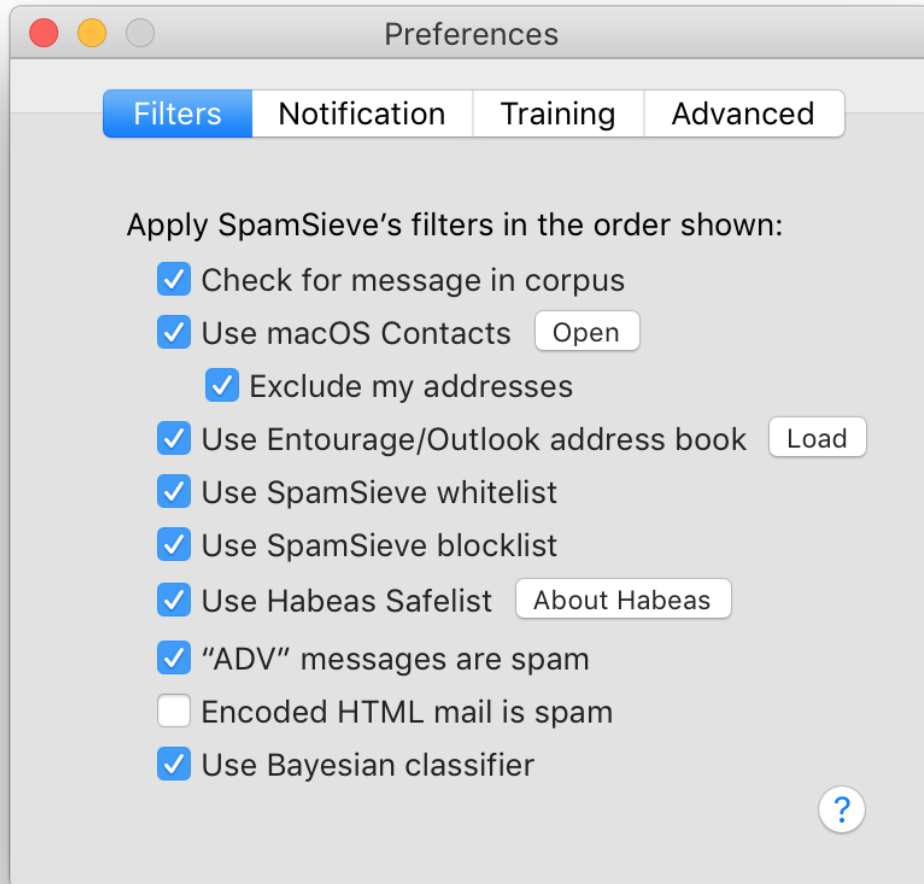 Preferences
Filters Notification Training Advanced
Apply SpamSieve’s filters in the order shown:
Check for message in corpus
Use macOS Contacts Open
Exclude my addresses
Use Entourage/Outlook address book Load
Use SpamSieve whitelist
Use SpamSieve blocklist
Use Habeas Safelist About Habeas
“ADV” messages are spam
Encoded HTML mail is spam
Use Bayesian classifier
?